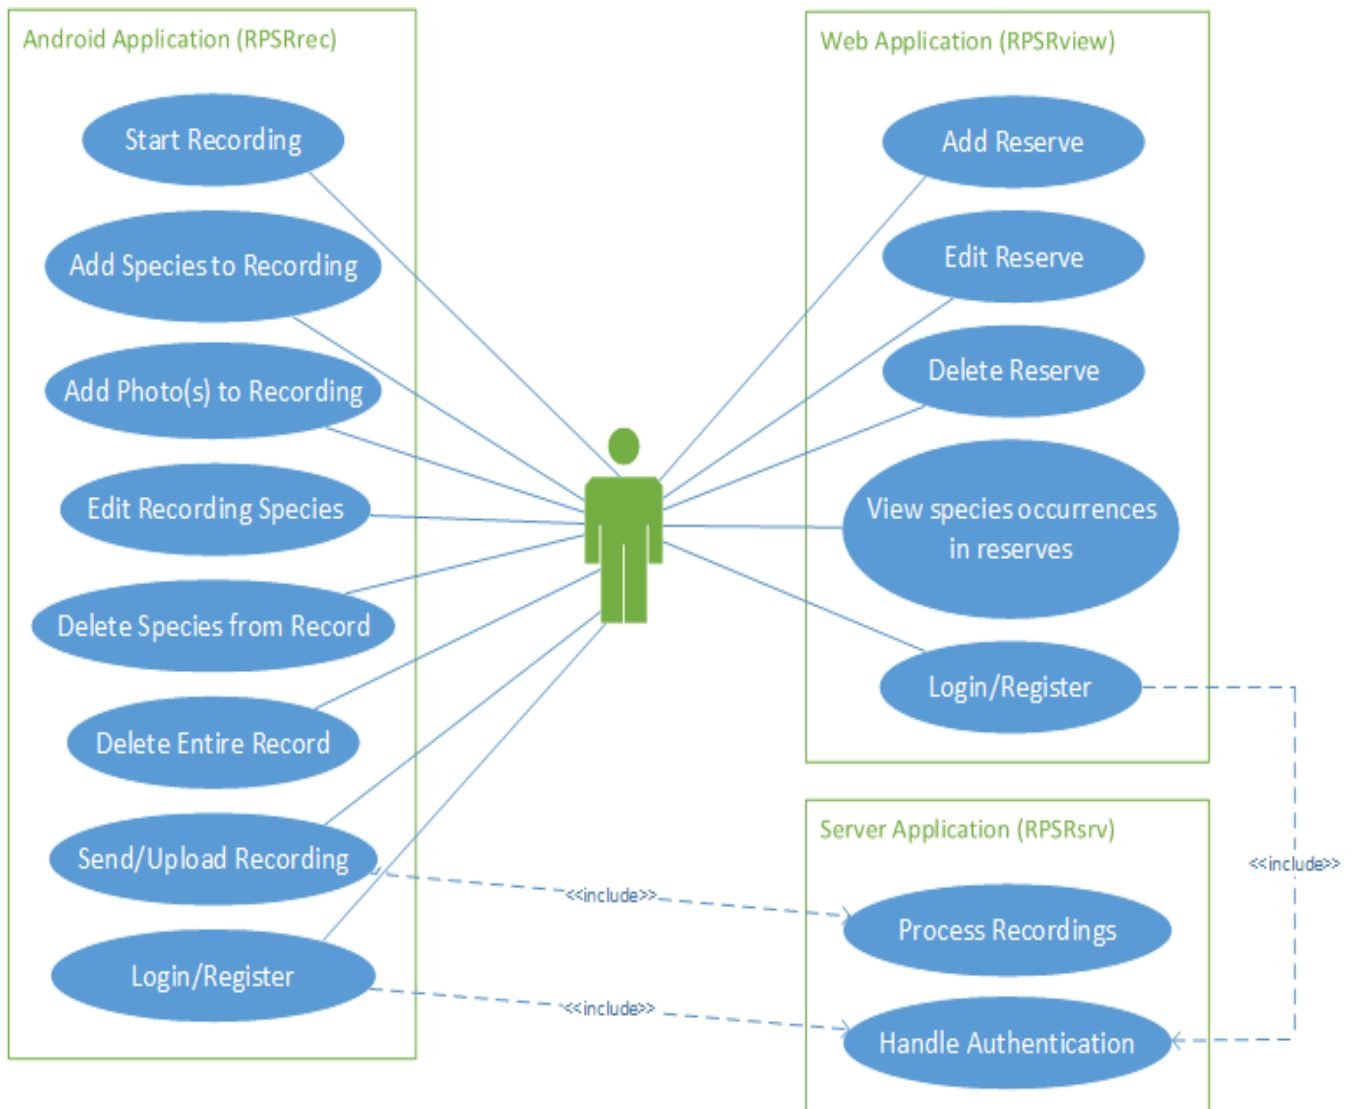 Android Application (RPSRrec)
Start Recording
Add Species to Recording
Add Photo(s) to Recording
Edit Recording Species
Delete Species from Record
Delete Entire Record
Send/Upload Recording
Login/Register
Web Application (RPSRview)
Add Reserve
Edit Reserve
Delete Reserve
View species occurrences
in reserves
Login/Register
Server Application (RPSRsrv)
Process Recordings
Handle Authentication
<<include>>
<<include>>
<<include>>